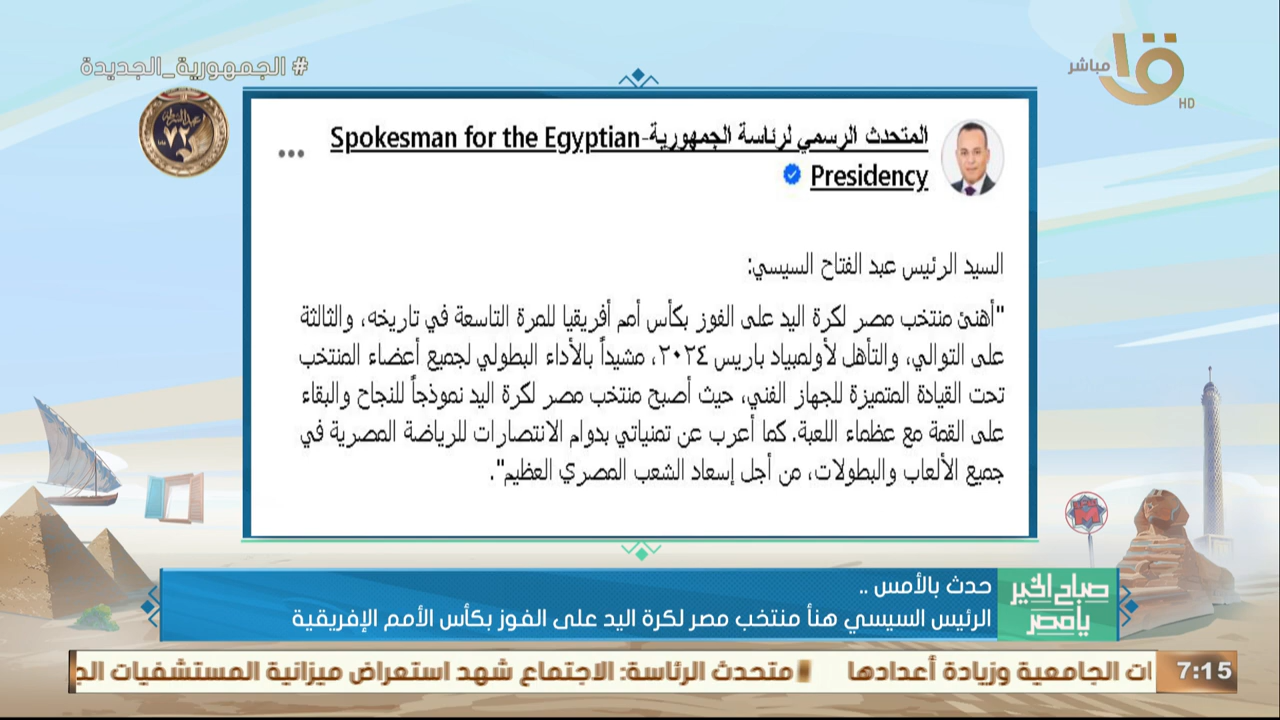 # الجمهورية_الجديدة
مباشر
HD
عيد الشرطة
٧٢
المتحدث الرسمي لرئاسة الجمهورية-Spokesman for the Egyptian
Presidency
السيد الرئيس عبد الفتاح السيسي:
"أهنئ منتخب مصر لكرة اليد على الفوز بكأس أمم أفريقيا للمرة التاسعة في تاريخه، والثالثة
على التوالي، والتأهل لأولمبياد باريس ٢٠٢٤، مشيداً بالأداء البطولي لجميع أعضاء المنتخب
تحت القيادة المتميزة للجهاز الفني، حيث أصبح منتخب مصر لكرة اليد نموذجاً للنجاح والبقاء
على القمة مع عظماء اللعبة. كما أعرب عن تمنياتي بدوام الانتصارات للرياضة المصرية في
جميع الألعاب والبطولات، من أجل إسعاد الشعب المصري العظيم".
صباح الخير
يا مصر
حدث بالأمس ..
الرئيس السيسي هنأ منتخب مصر لكرة اليد على الفوز بكأس الأمم الإفريقية
ات الجامعية وزيادة أعدادها متحدث الرئاسة: الاجتماع شهد استعراض ميزانية المستشفيات الج
7:15